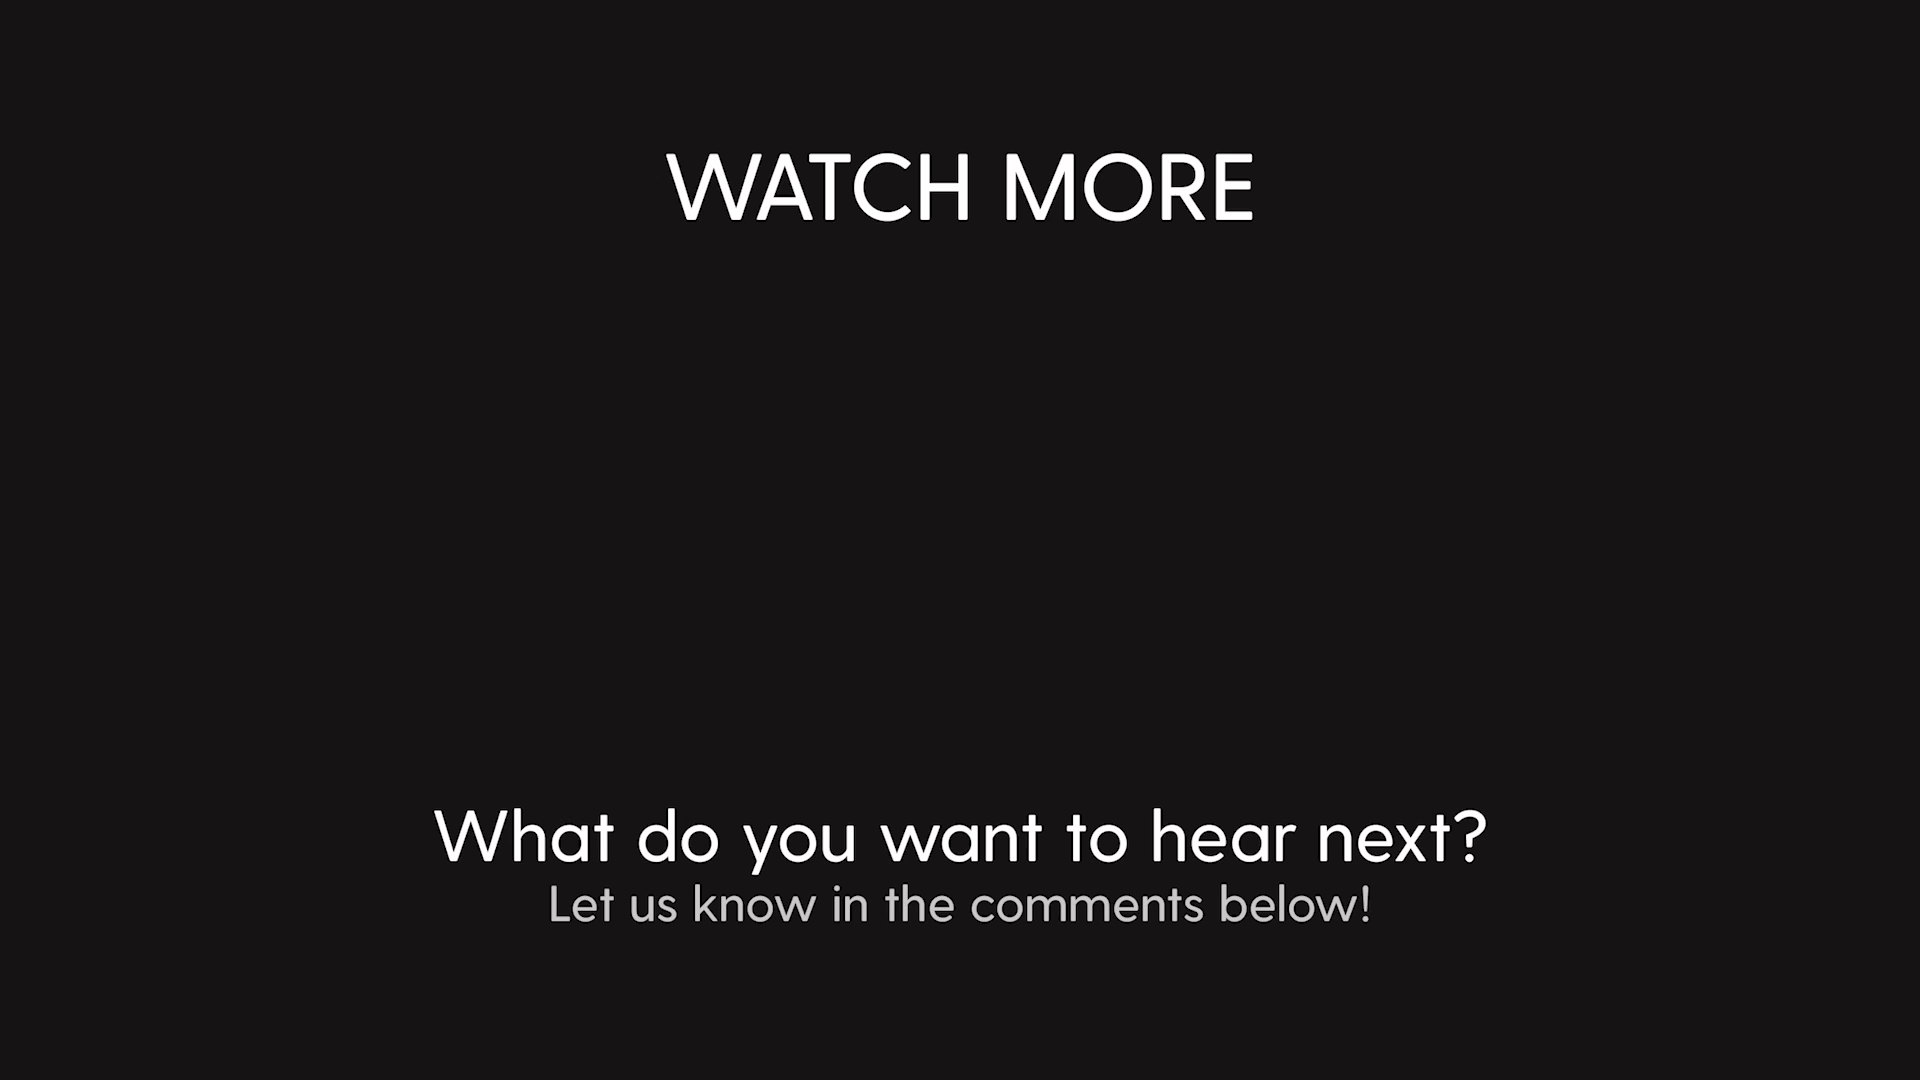 WATCH MORE
What do you want to hear next?
Let us know in the comments below!